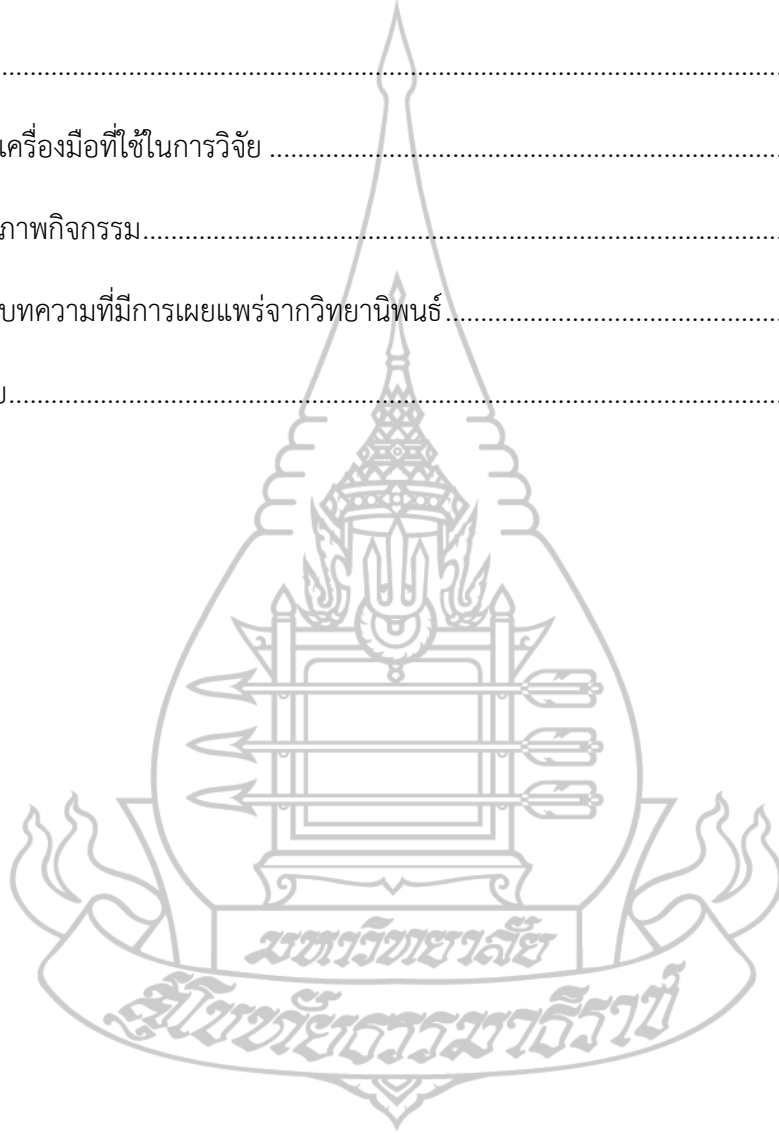 ................................................................................................................
เครื่องมือที่ใช้ในการวิจัย ........................................................................
ภาพกิจกรรม..........................................................................................
บทความที่มีการเผยแพร่จากวิทยานิพนธ์...............................................
................................................................................................................
มหาวิทยาลัย
สุโขทัยธรรมาธิราช